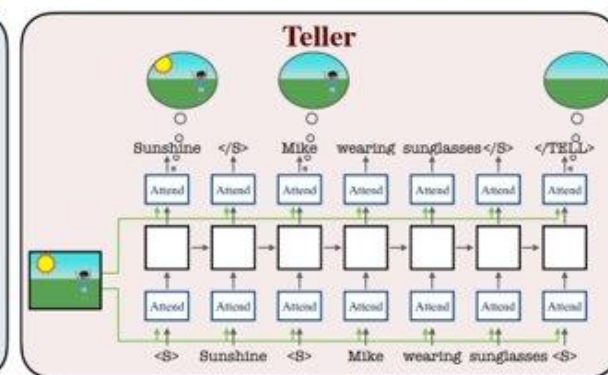 Teller
Sunshine </S> Mike wearing sunglasses </S> </TELL>
Attend Attend Attend Attend Attend Attend Attend
Attend Attend Attend Attend Attend Attend Attend
<S> Sunshine <S> Mike wearing sunglasses <S>